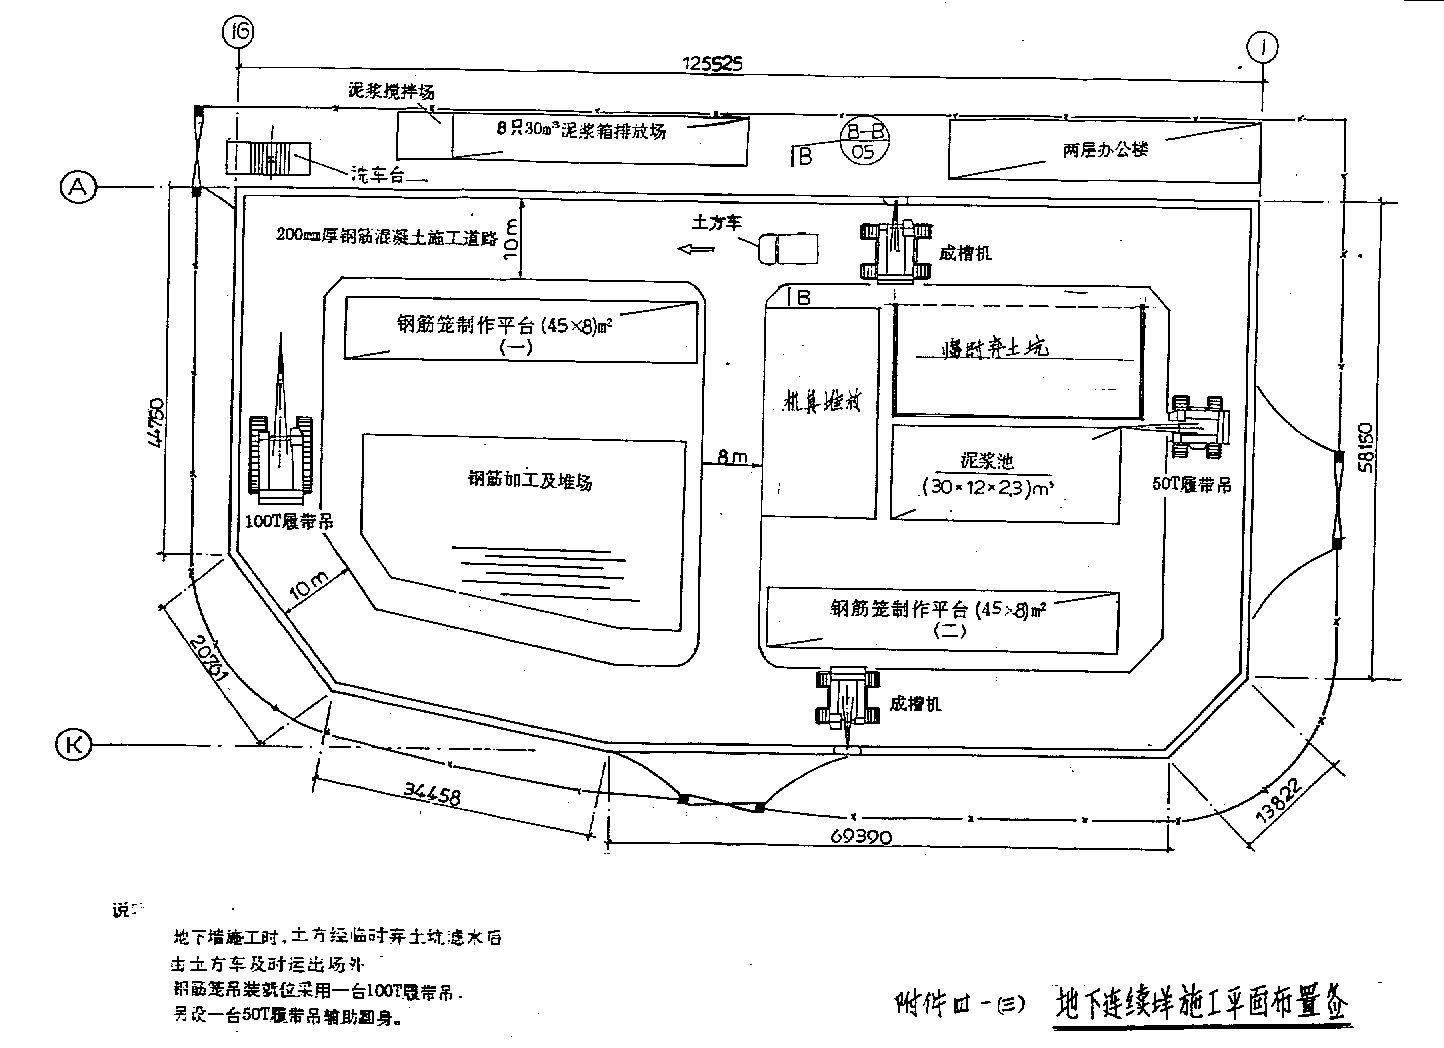 16
1
125525
泥浆搅拌场
8只30m³泥浆箱排放场
B-B
05
B
两层办公楼
洗车台
A
土方车
200mm厚钢筋混凝土施工道路
10m
成槽机
B
钢筋笼制作平台(45×8)m²
(一)
临时弃土坑
机具堆放
44750
58150
8m
泥浆池
(30×12×2.3)m³
钢筋加工及堆场
50T履带吊
100T履带吊
10m
钢筋笼制作平台(45×8)m²
(二)
20761
成槽机
K
34458
13822
69390
说
地下墙施工时,土方经临时弃土坑滤水后
由土方车及时运出场外
钢筋笼吊装就位采用一台100T履带吊.
另设一台50T履带吊辅助回身。
附件四-(三) 地下连续墙施工平面布置